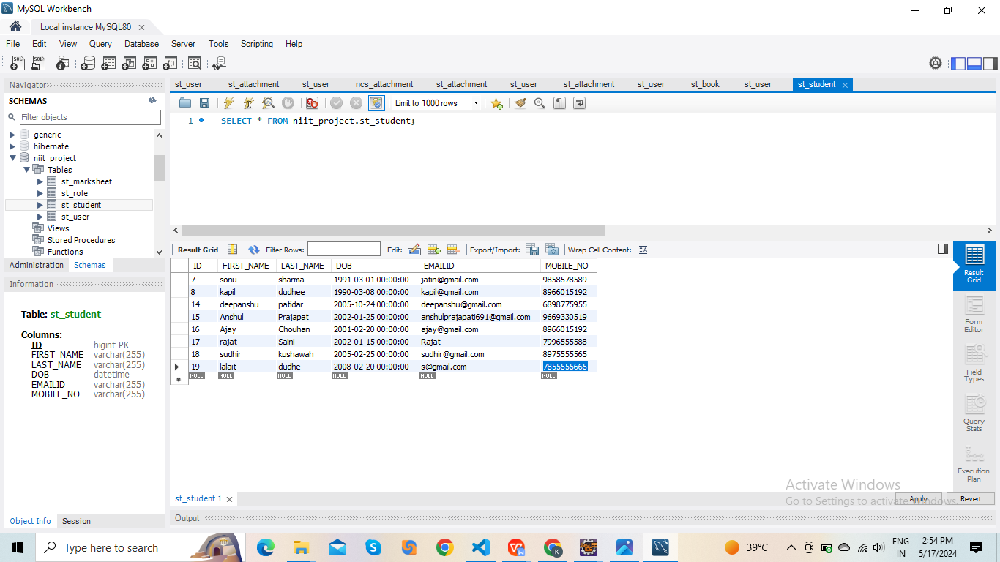 MySQL Workbench
Local instance MySQL80
File Edit View Query Database Server Tools Scripting Help
Navigator
SCHEMAS
Filter objects
generic
hibernate
niit_project
Tables
st_marksheet
st_role
st_student
st_user
Views
Stored Procedures
Functions
Administration Schemas
Information
Table: st_student
Columns:
ID bigint PK
FIRST_NAME varchar(255)
LAST_NAME varchar(255)
DOB datetime
EMAILID varchar(255)
MOBILE_NO varchar(255)
Object Info Session
st_user st_attachment st_user ncs_attachment st_attachment st_user st_attachment st_user st_book st_user st_student
Limit to 1000 rows
1 SELECT * FROM niit_project.st_student;
Result Grid Filter Rows: Edit: Export/Import: Wrap Cell Content:
ID FIRST_NAME LAST_NAME DOB EMAILID MOBILE_NO
7 sonu sharma 1991-03-01 00:00:00 jatin@gmail.com 9858578589
8 kapil dudhee 1990-03-08 00:00:00 kapil@gmail.com 8966015192
14 deepanshu patidar 2005-10-24 00:00:00 deepanshu@gmail.com 6898775955
15 Anshul Prajapat 2002-01-25 00:00:00 anshulprajapati691@gmail.com 9669330519
16 Ajay Chouhan 2001-02-20 00:00:00 ajay@gmail.com 8966015192
17 rajat Saini 2002-01-15 00:00:00 Rajat 7996555588
18 sudhir kushawah 2005-02-25 00:00:00 sudhir@gmail.com 8975555565
19 lalait dudhe 2008-02-20 00:00:00 s@gmail.com 7855555665
NULL NULL NULL NULL NULL NULL
Result
Grid
Form
Editor
Field
Types
Query
Stats
Execution
Plan
Activate Windows
Go to Settings to activate Windows.
Apply Revert
st_student 1
Output
Type here to search
39°C
ENG
IN
2:54 PM
5/17/2024